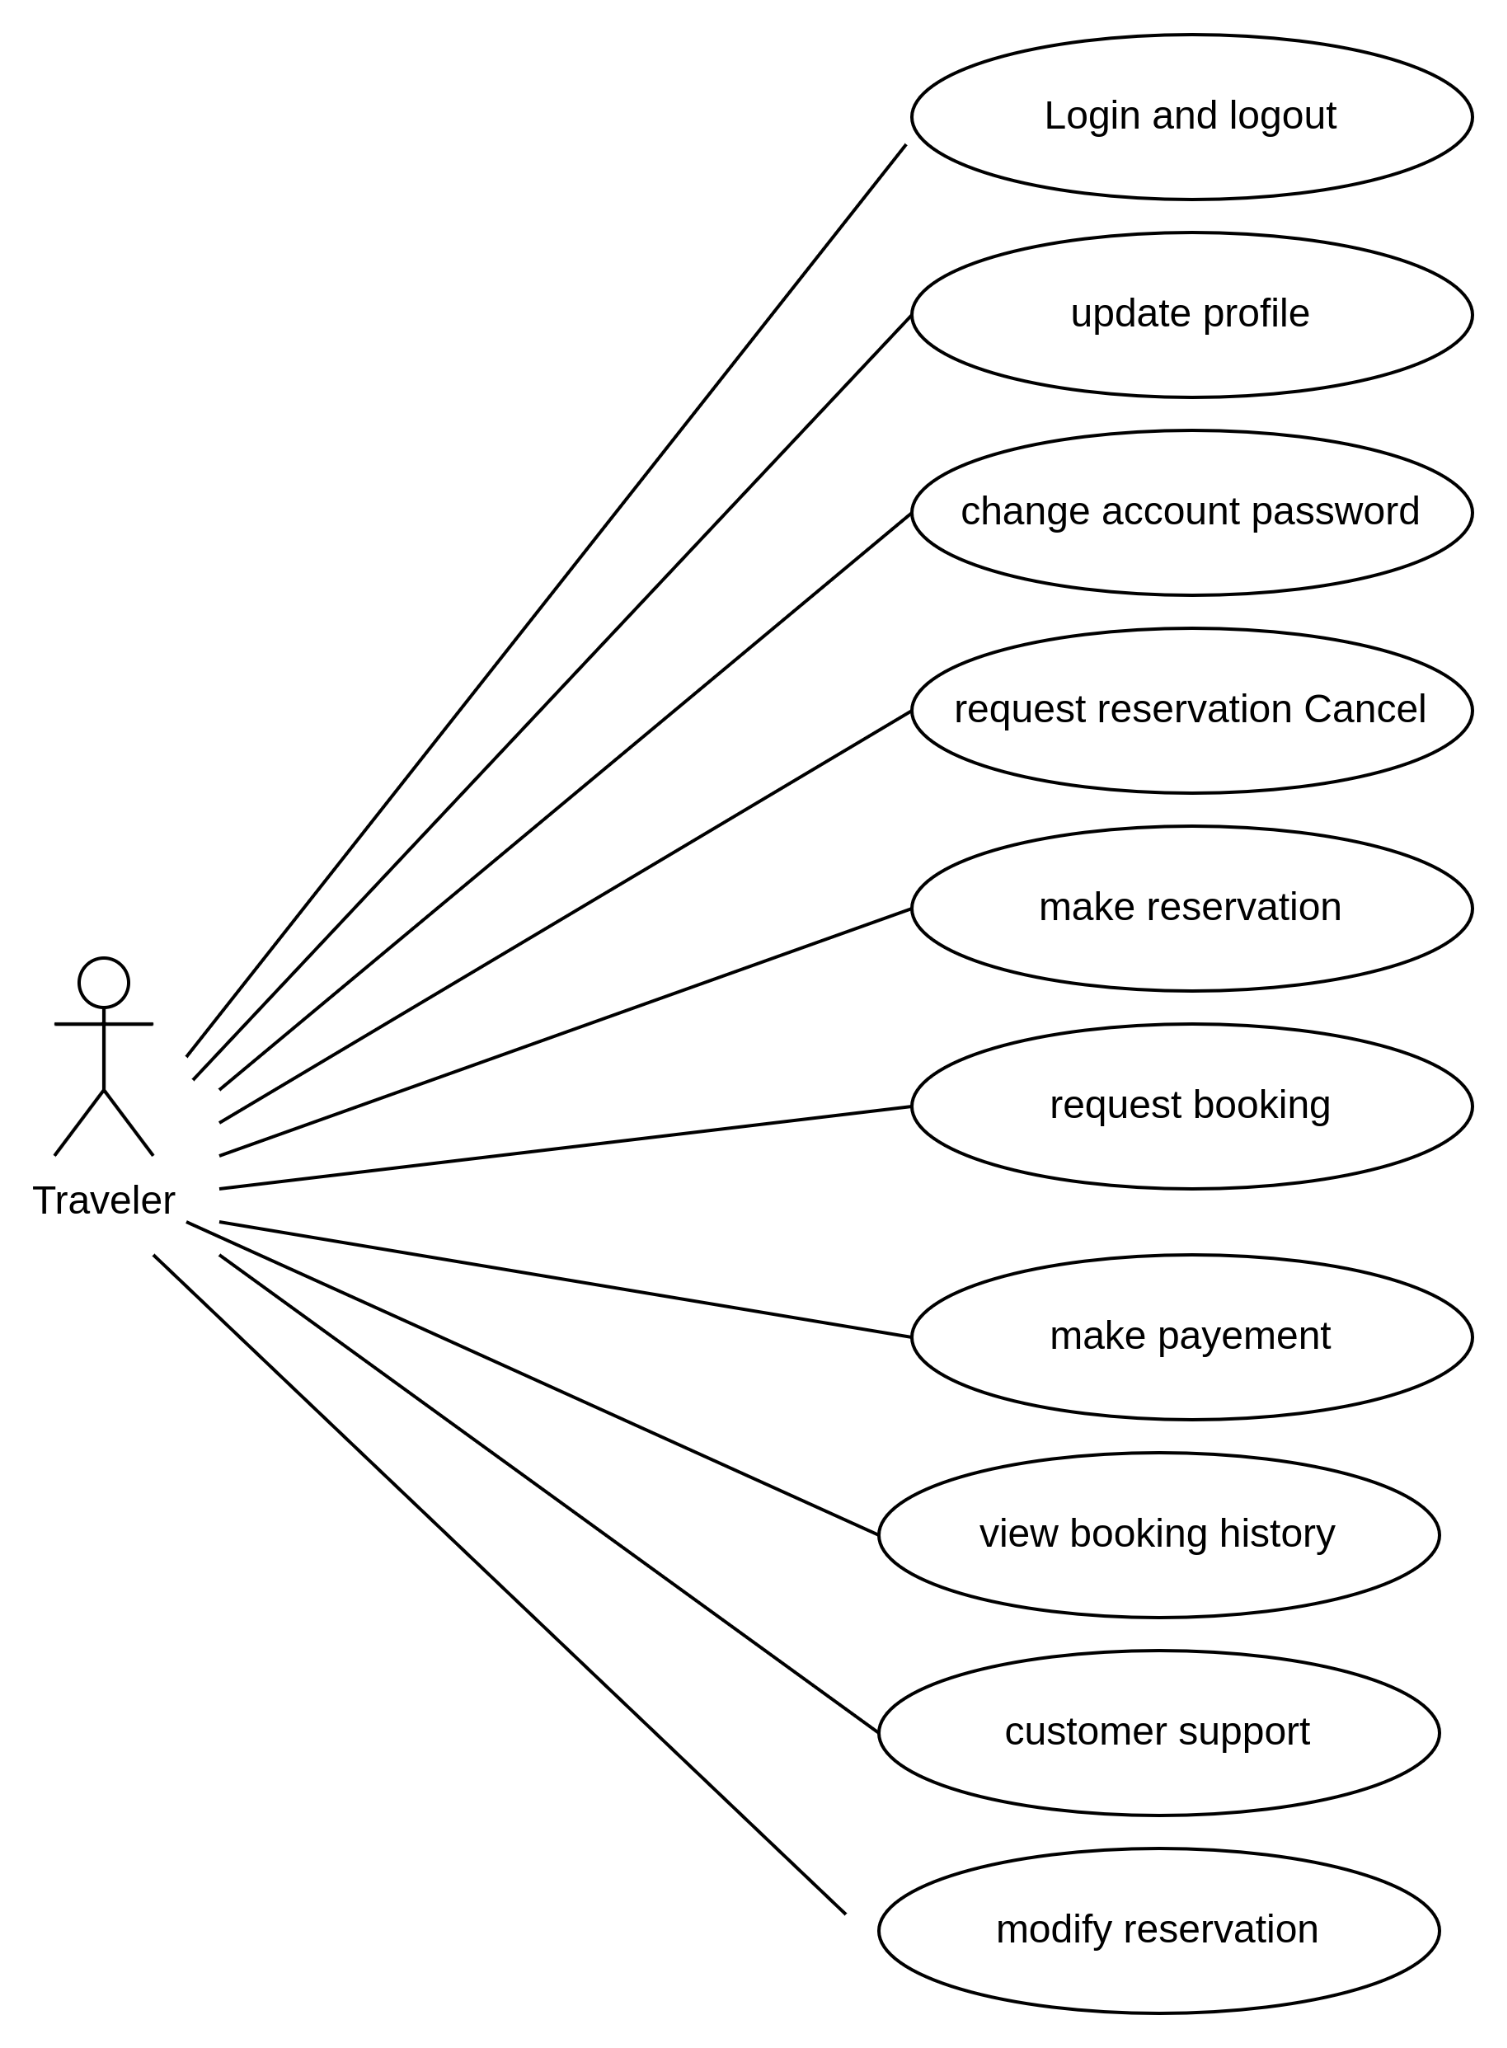 Login and logout
update profile
change account password
request reservation Cancel
make reservation
request booking
Traveler
make payement
view booking history
customer support
modify reservation